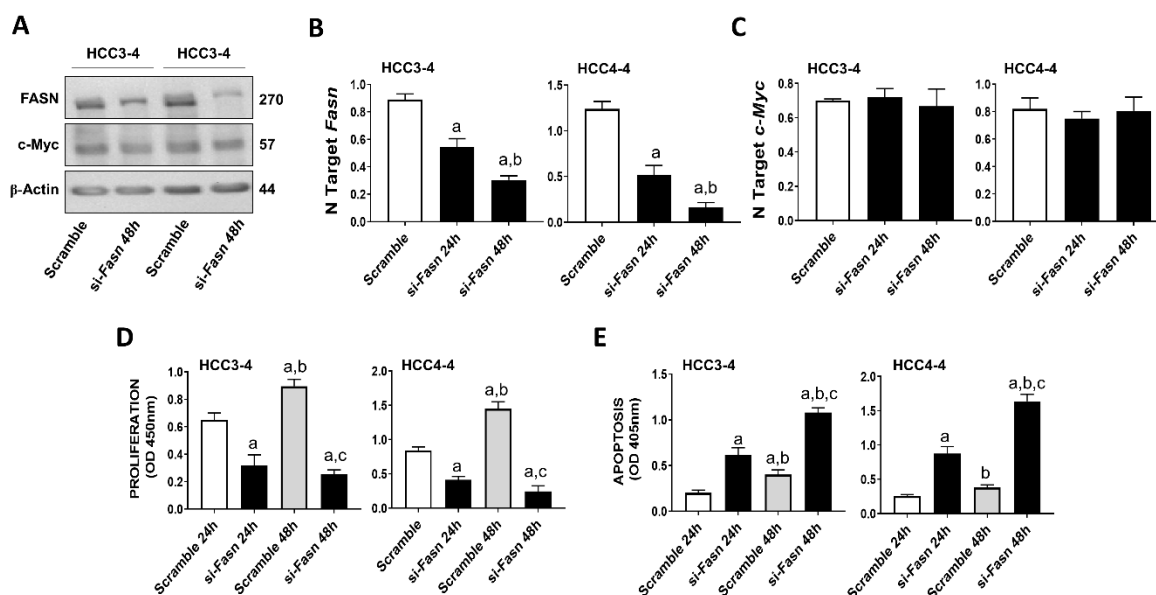 A
HCC3-4 HCC3-4
FASN 270
c-Myc 57
β-Actin 44
Scramble si-Fasn 48h Scramble si-Fasn 48h
B
HCC3-4
N Target Fasn
1.0
0.8
0.6
0.4
0.2
0.0
a
a,b
Scramble si-Fasn 24h si-Fasn 48h
HCC4-4
1.5
1.0
0.5
0.0
a
a,b
Scramble si-Fasn 24h si-Fasn 48h
C
HCC3-4
N Target c-Myc
0.8
0.6
0.4
0.2
0.0
Scramble si-Fasn 24h si-Fasn 48h
HCC4-4
1.0
0.8
0.6
0.4
0.2
0.0
Scramble si-Fasn 24h si-Fasn 48h
D
HCC3-4
PROLIFERATION
(OD 450nm)
1.0
0.8
0.6
0.4
0.2
0.0
a
a,b
a,c
Scramble 24h si-Fasn 24h Scramble 48h si-Fasn 48h
HCC4-4
2.0
1.5
1.0
0.5
0.0
a
a,b
a,c
Scramble si-Fasn 24h Scramble 48h si-Fasn 48h
E
HCC3-4
APOPTOSIS
(OD 405nm)
1.5
1.0
0.5
0.0
a
a,b
a,b,c
Scramble 24h si-Fasn 24h Scramble 48h si-Fasn 48h
HCC4-4
2.0
1.5
1.0
0.5
0.0
a
b
a,b,c
Scramble 24h si-Fasn 24h Scramble 48h si-Fasn 48h